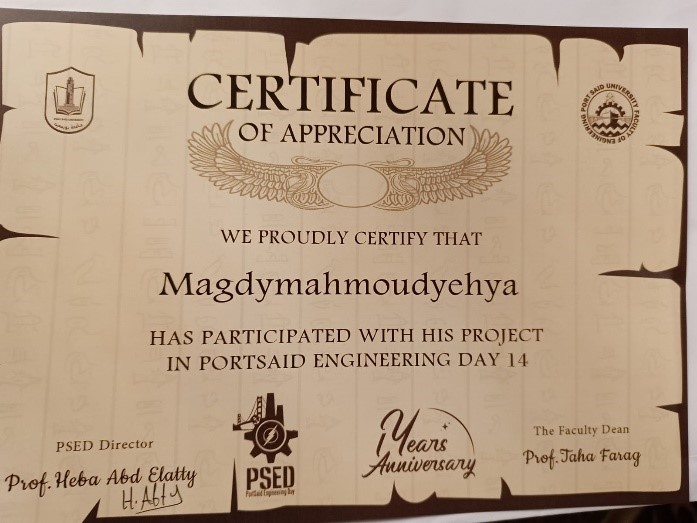 CERTIFICATE
OF APPRECIATION
PORT SAID UNIVERSITY FACULTY OF ENGINEERING
WE PROUDLY CERTIFY THAT
Magdymahmoudyehya
HAS PARTICIPATED WITH HIS PROJECT
IN PORTSAID ENGINEERING DAY 14
PSED Director
Prof. Heba Abd Elatty
H. Atty
PSED
PortSaid Engineering Day
Years
Anniversary
The Faculty Dean
Prof. Taha Farag